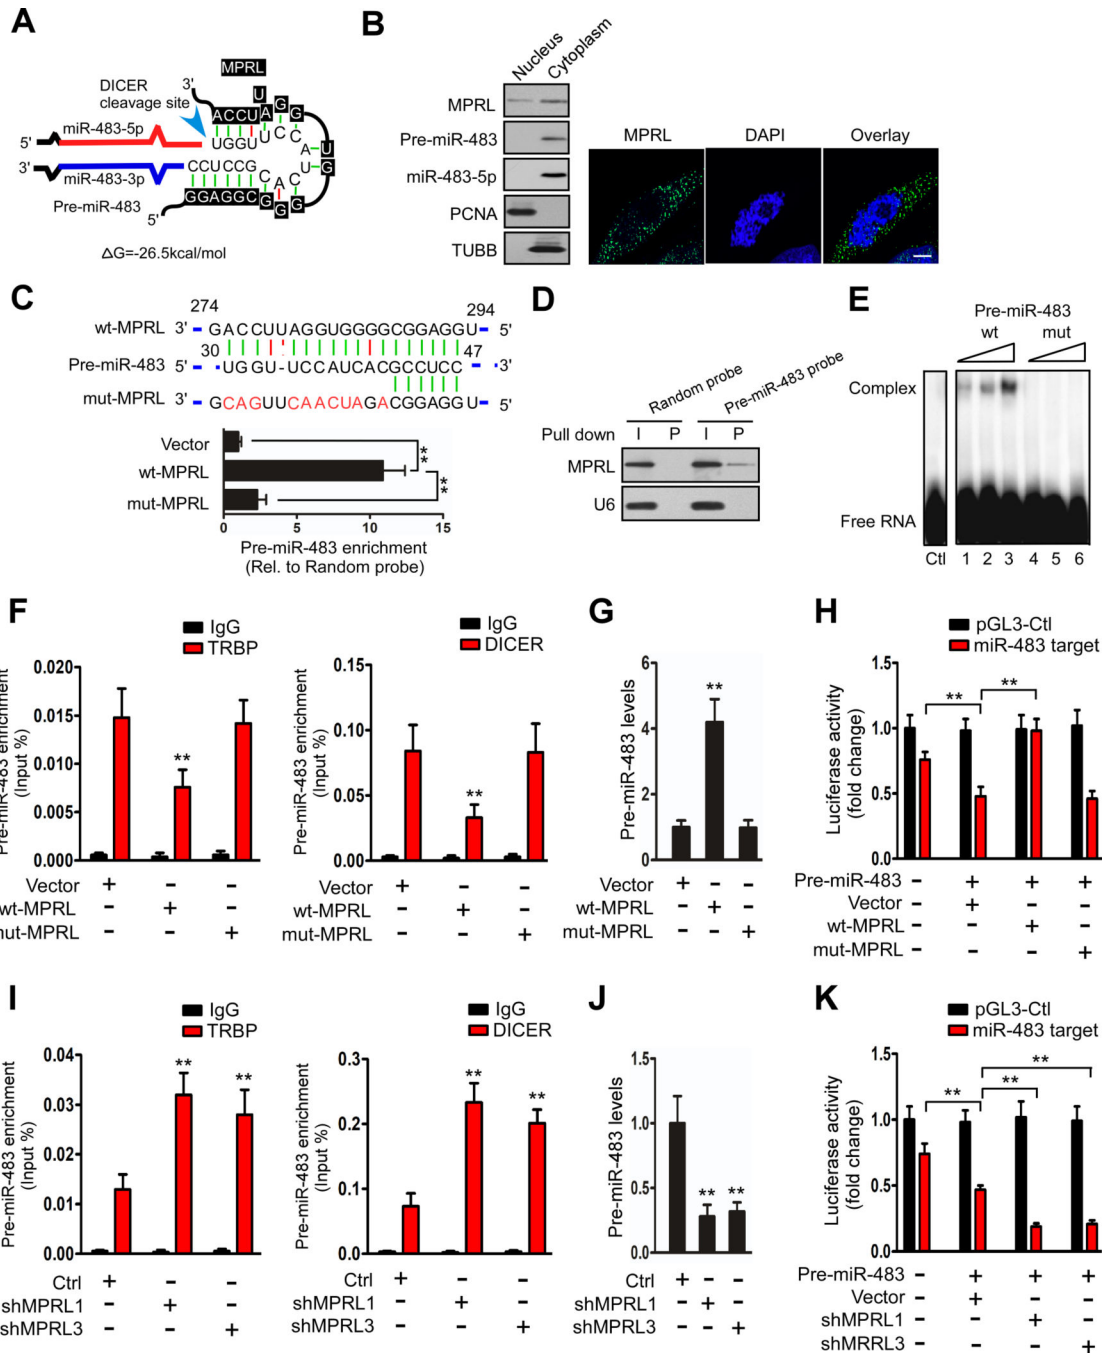 A
MPRL
3'
U
DICER
cleavage site
ACCUAGG
miR-483-5p
5'
UGGUUCC
A U
U G
3'
CCUCCGCAC
miR-483-3p
GGAGGCGGG
Pre-miR-483
5'
ΔG=-26.5kcal/mol
B
Nucleus
Cytoplasm
MPRL
Pre-miR-483
miR-483-5p
PCNA
TUBB
MPRL
DAPI
Overlay
C
274
294
wt-MPRL 3' GACCUUAGGUGGGGCGGAGGU 5'
30
47
Pre-miR-483 5' UGGU-UCCAUCACGCCUCC 3'
mut-MPRL 3' GCAGUUCAACUAGACGGAGGU 5'
Vector
wt-MPRL
mut-MPRL
**
**
0 5 10 15
Pre-miR-483 enrichment
(Rel. to Random probe)
D
Random probe
Pre-miR-483 probe
Pull down I P I P
MPRL
U6
E
Pre-miR-483
wt mut
Complex
Free RNA
Ctl 1 2 3 4 5 6
F
IgG
TRBP
Pre-miR-483 enrichment
(Input %)
0.020
0.015
0.010
0.005
0.000
**
Vector + - -
wt-MPRL - + -
mut-MPRL - - +
IgG
DICER
Pre-miR-483 enrichment
(Input %)
0.15
0.10
0.05
0.00
**
Vector + - -
wt-MPRL - + -
mut-MPRL - - +
G
Pre-miR-483 levels
6
4
2
0
**
Vector + - -
wt-MPRL - + -
mut-MPRL - - +
H
pGL3-Ctl
miR-483 target
Luciferase activity
(fold change)
1.5
1.0
0.5
0.0
** **
Pre-miR-483 - + + +
Vector - + - -
wt-MPRL - - + -
mut-MPRL - - - +
I
IgG
TRBP
Pre-miR-483 enrichment
(Input %)
0.04
0.03
0.02
0.01
0.00
** **
Ctrl + - -
shMPRL1 - + -
shMPRL3 - - +
IgG
DICER
Pre-miR-483 enrichment
(Input %)
0.3
0.2
0.1
0.0
** **
Ctrl + - -
shMPRL1 - + -
shMPRL3 - - +
J
Pre-miR-483 levels
1.5
1.0
0.5
0.0
** **
Ctrl + - -
shMPRL1 - + -
shMPRL3 - - +
K
pGL3-Ctl
miR-483 target
Luciferase activity
(fold change)
1.5
1.0
0.5
0.0
** ** **
Pre-miR-483 - + + +
Vector - + - -
shMPRL1 - - + -
shMRRL3 - - - +